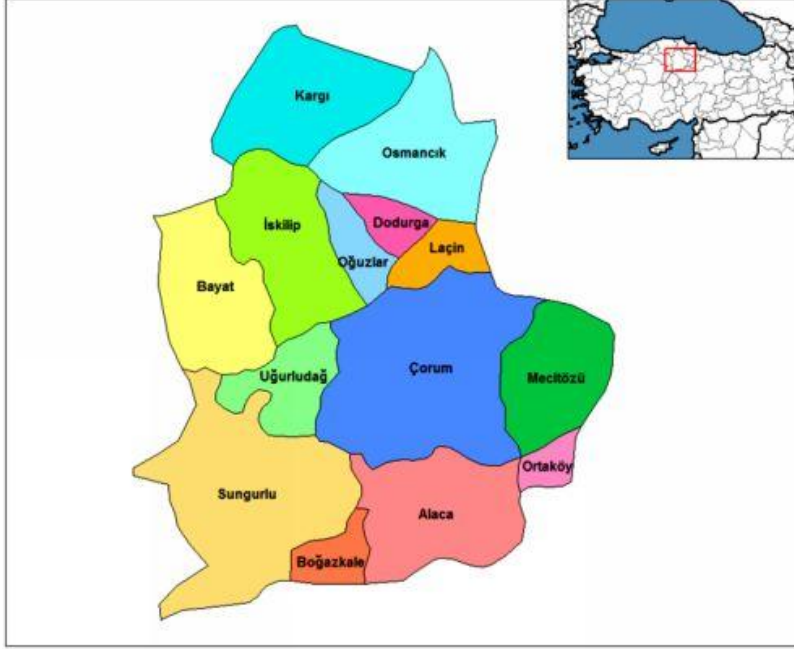 Kargı
Osmancık
İskilip
Dodurga
Laçin
Oğuzlar
Bayat
Çorum
Uğurludağ
Mecitözü
Ortaköy
Sungurlu
Alaca
Boğazkale